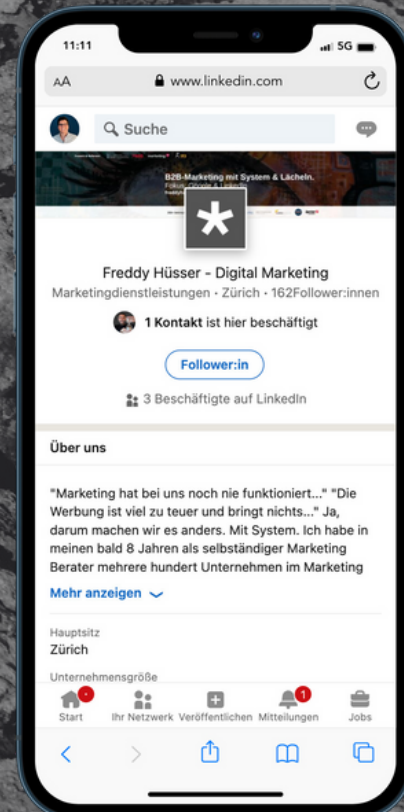 11:11
5G
AA
www.linkedin.com
Suche
B2B-Marketing mit System & Lächeln.
Fokus: Google & LinkedIn
Freddy Hüsser - Digital Marketing
Marketingdienstleistungen · Zürich · 162Follower:innen
1 Kontakt ist hier beschäftigt
Follower:in
3 Beschäftigte auf LinkedIn
Über uns
"Marketing hat bei uns noch nie funktioniert..." "Die
Werbung ist viel zu teuer und bringt nichts..." Ja,
darum machen wir es anders. Mit System. Ich habe in
meinen bald 8 Jahren als selbständiger Marketing
Berater mehrere hundert Unternehmen im Marketing
Mehr anzeigen
Hauptsitz
Zürich
Unternehmensgröße
1
Start Ihr Netzwerk Veröffentlichen Mitteilungen Jobs